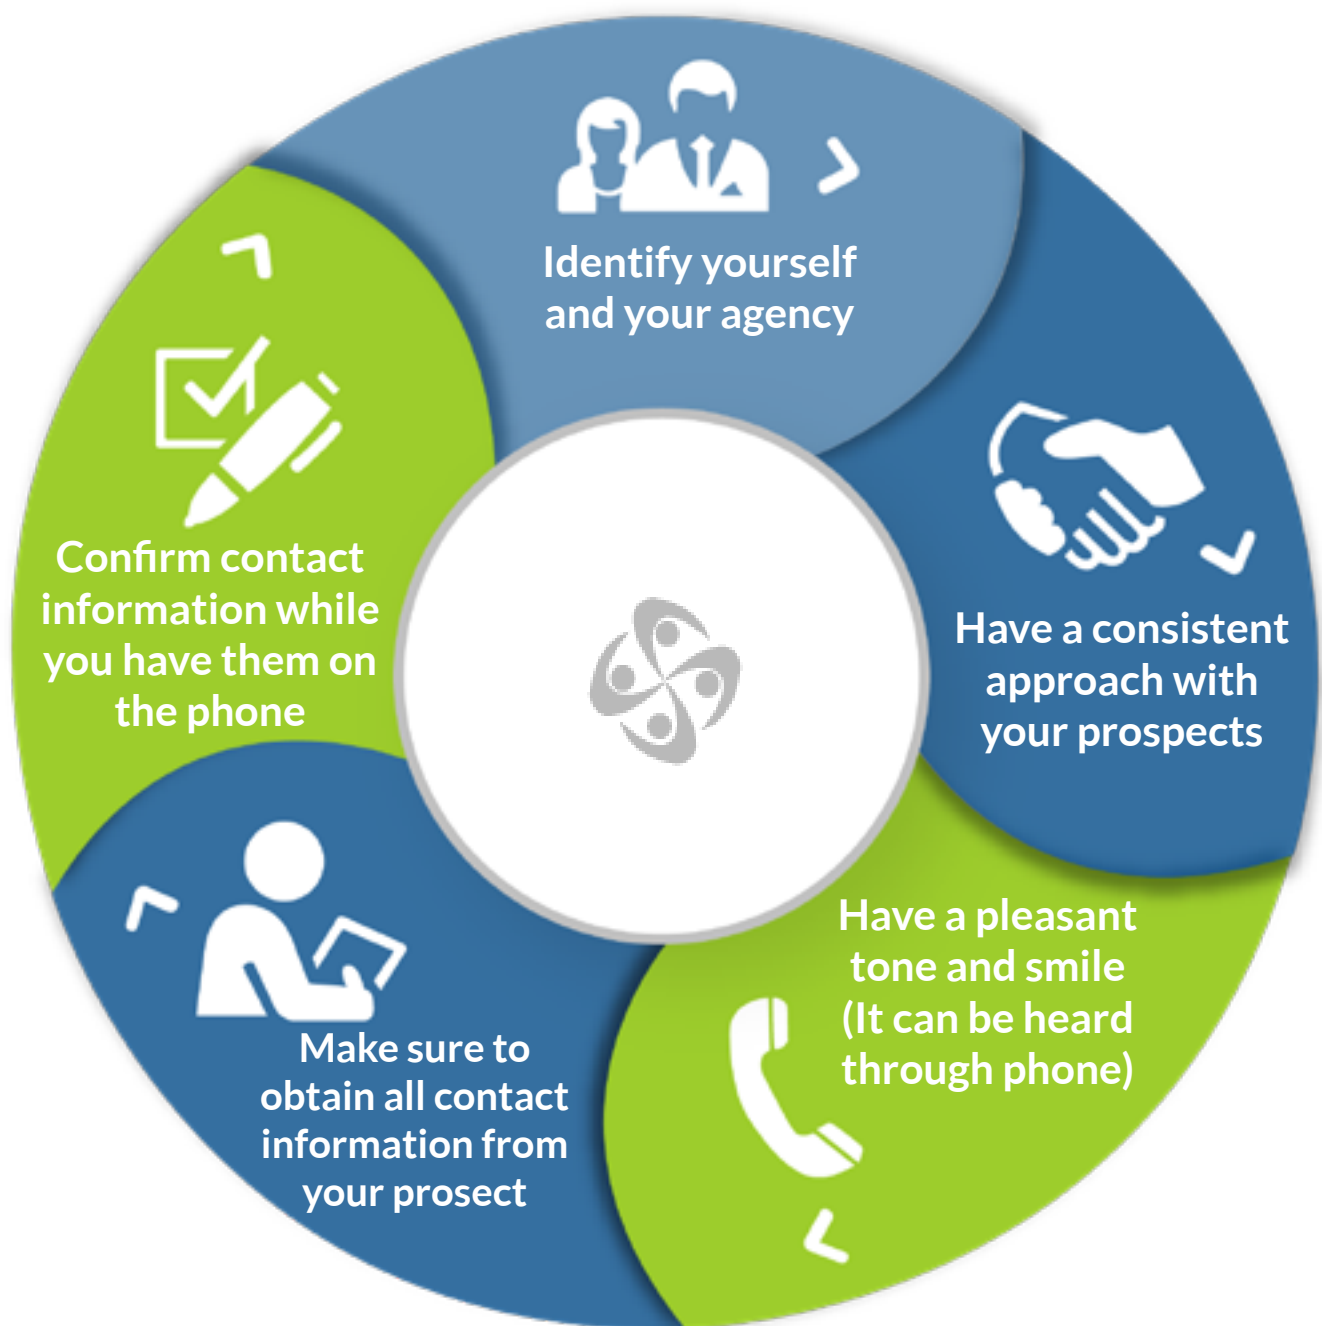 Identify yourself
and your agency
Have a consistent
approach with
your prospects
Have a pleasant
tone and smile
(It can be heard
through phone)
Make sure to
obtain all contact
information from
your prosect
Confirm contact
information while
you have them on
the phone